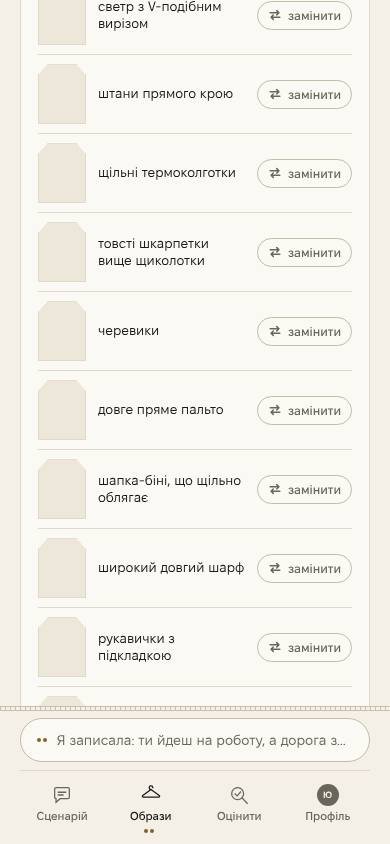 светр з V-подібним
вирізом
замінити
штани прямого крою
замінити
щільні термоколготки
замінити
товсті шкарпетки
вище щиколотки
замінити
черевики
замінити
довге пряме пальто
замінити
шапка-біні, що щільно
облягає
замінити
широкий довгий шарф
замінити
рукавички з
підкладкою
замінити
Я записала: ти йдеш на роботу, а дорога з…
Сценарій
Образи
Оцінити
Ю
Профіль